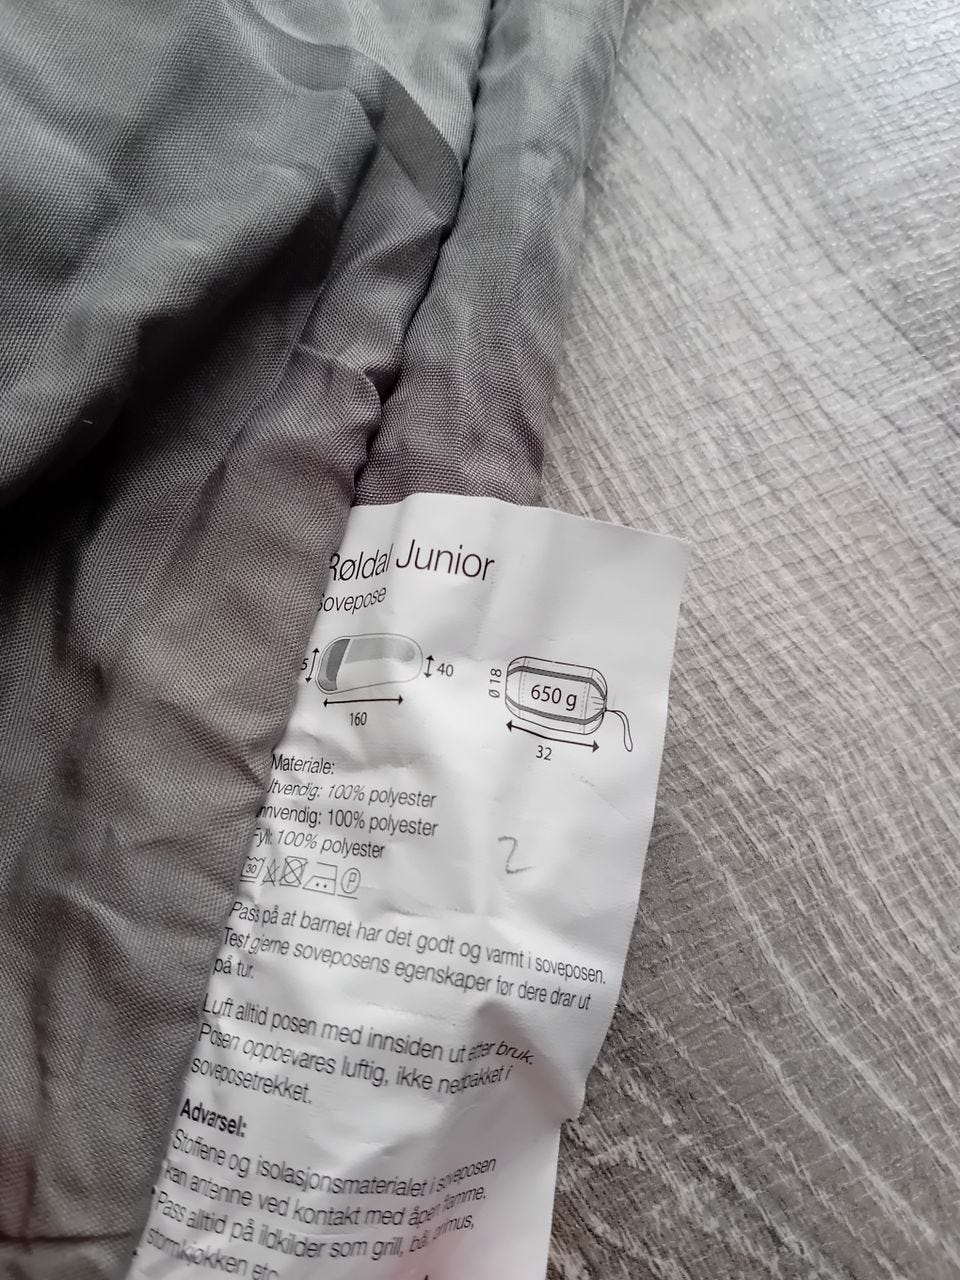 Røldal Junior
Sovepose
5
40
160
Ø 18
650 g
32
Materiale:
Utvendig: 100% polyester
Innvendig: 100% polyester
Fyll: 100% polyester
30
P
2
Pass på at barnet har det godt og varmt i soveposen.
Test gjerne soveposens egenskaper før dere drar ut
på tur.
Luft alltid posen med innsiden ut etter bruk.
Posen oppbevares luftig, ikke nedpakket i
soveposetrekket.
Advarsel:
Stoffene og isolasjonsmaterialet i soveposen
kan antenne ved kontakt med åpen flamme.
• Pass alltid på ildkilder som grill, bål, primus,
stormkjøkken etc.